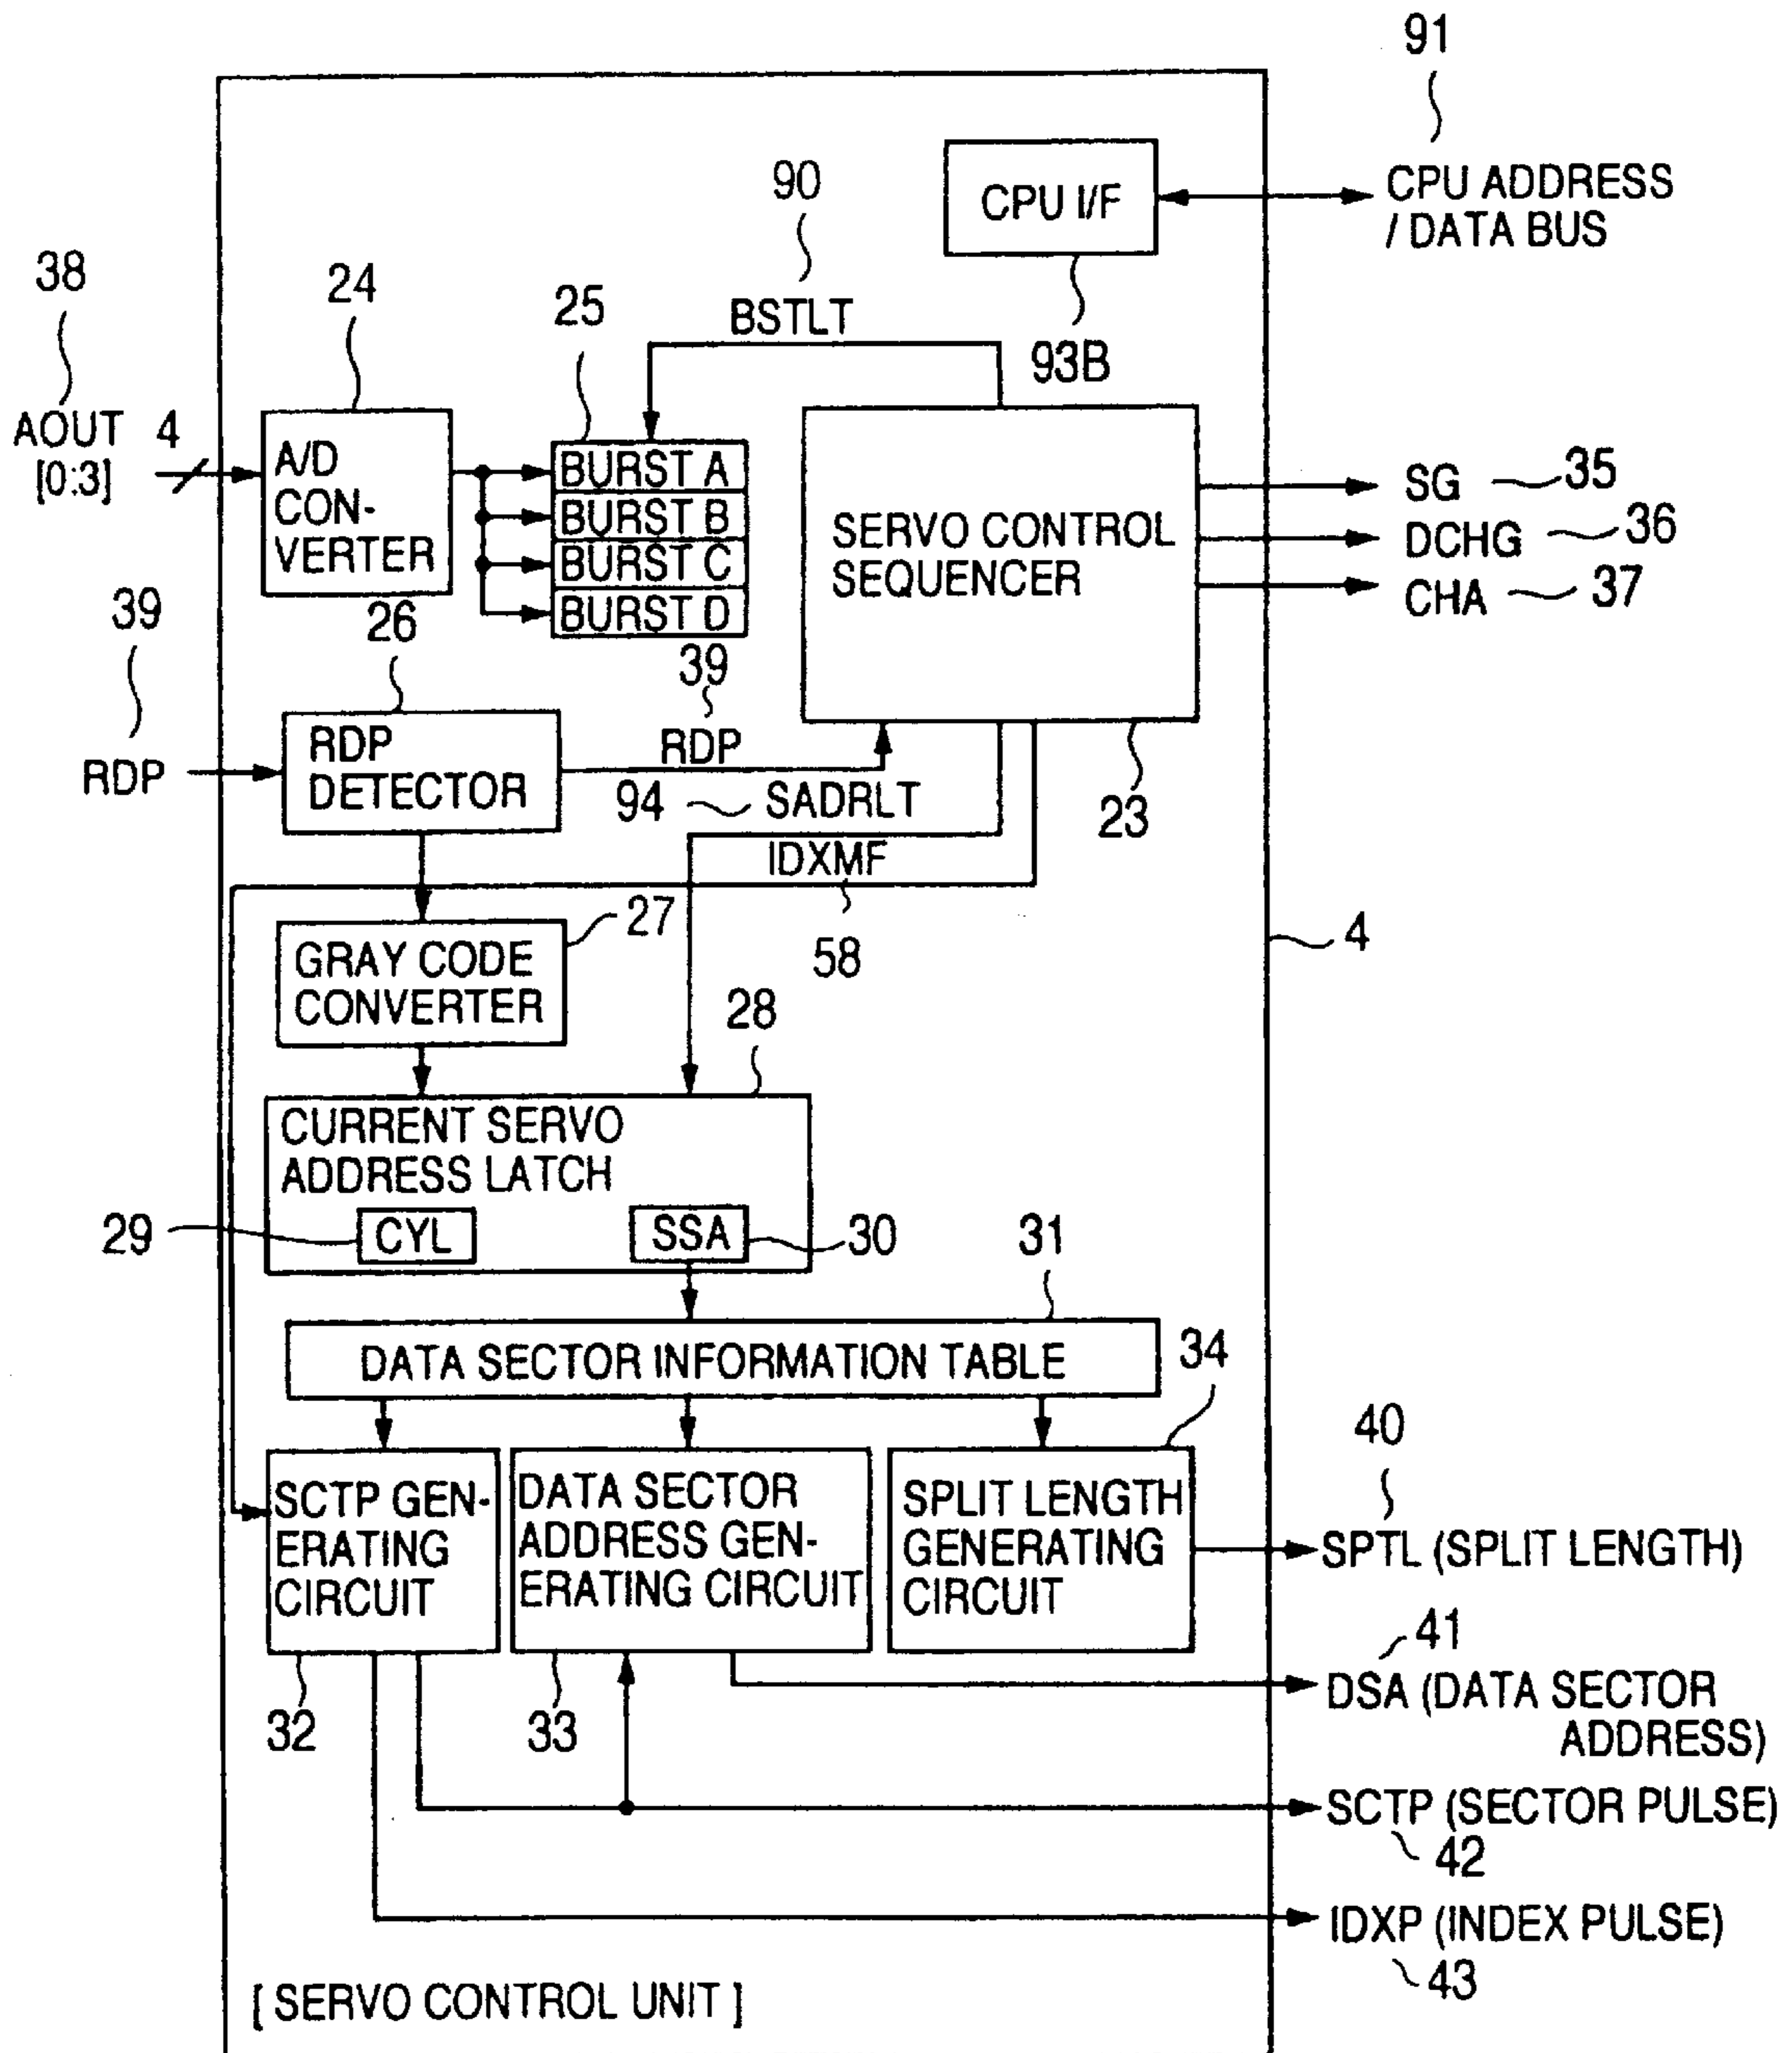 91
CPU I/F
CPU ADDRESS
/ DATA BUS
90
93B
38
24
25
BSTLT
AOUT
[0:3]
4
A/D
CON-
VERTER
BURST A
BURST B
BURST C
BURST D
SERVO CONTROL
SEQUENCER
SG
35
DCHG
36
CHA
37
39
26
39
RDP
RDP
DETECTOR
RDP
94
SADRLT
23
IDXMF
58
27
4
GRAY CODE
CONVERTER
28
CURRENT SERVO
ADDRESS LATCH
29
CYL
SSA
30
31
DATA SECTOR INFORMATION TABLE
34
SCTP GEN-
ERATING
CIRCUIT
DATA SECTOR
ADDRESS GEN-
ERATING CIRCUIT
SPLIT LENGTH
GENERATING
CIRCUIT
40
SPTL (SPLIT LENGTH)
32
33
41
DSA (DATA SECTOR
ADDRESS)
SCTP (SECTOR PULSE)
42
IDXP (INDEX PULSE)
43
[ SERVO CONTROL UNIT ]